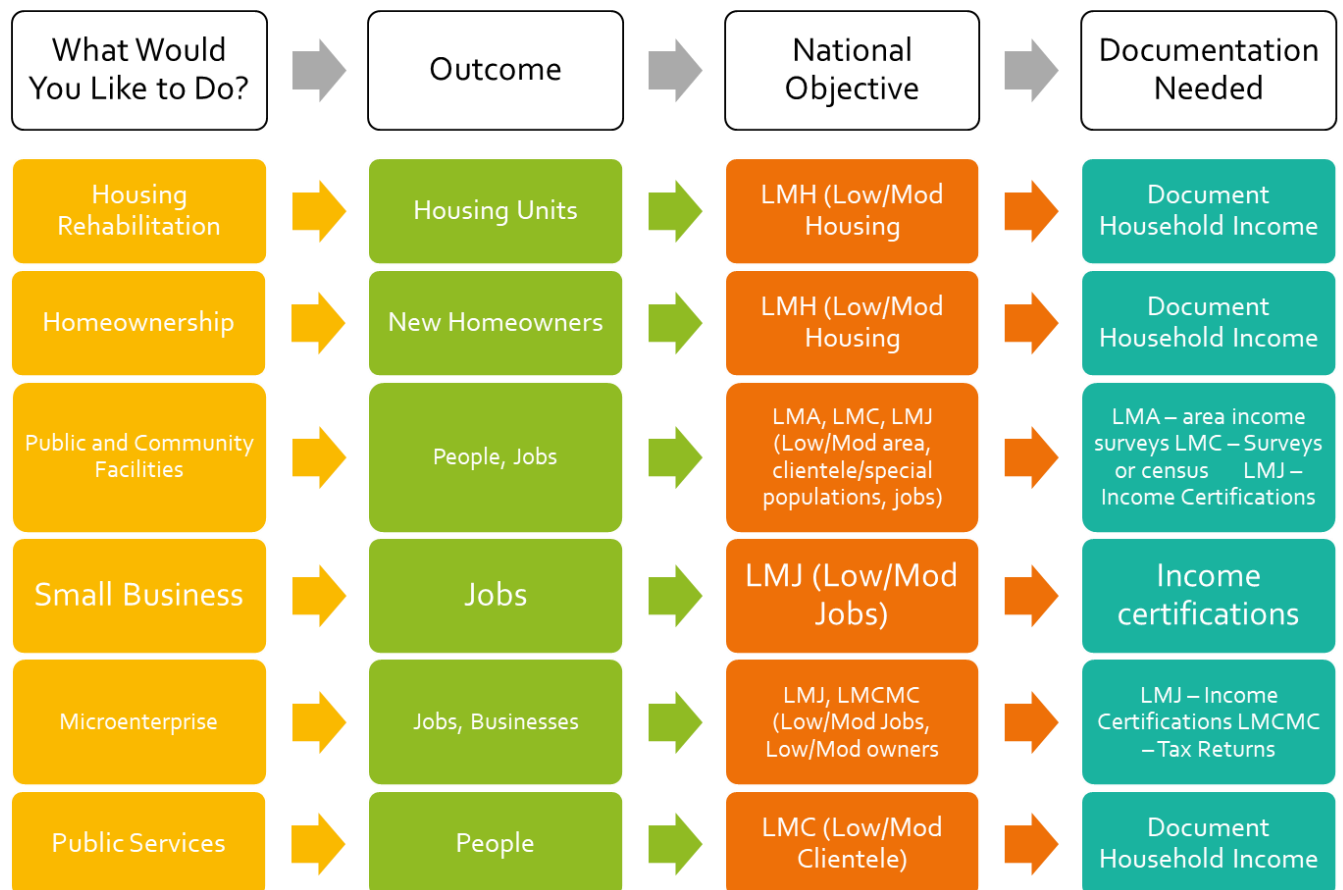 What Would
You Like to Do?
Outcome
National
Objective
Documentation
Needed
Housing
Rehabilitation
Housing Units
LMH (Low/Mod
Housing
Document
Household Income
Homeownership
New Homeowners
LMH (Low/Mod
Housing
Document
Household Income
Public and Community
Facilities
People, Jobs
LMA, LMC, LMJ
(Low/Mod area,
clientele/special
populations, jobs)
LMA – area income
surveys LMC – Surveys
or census LMJ –
Income Certifications
Small Business
Jobs
LMJ (Low/Mod
Jobs)
Income
certifications
Microenterprise
Jobs, Businesses
LMJ, LMCMC
(Low/Mod Jobs,
Low/Mod owners
LMJ – Income
Certifications LMCMC
– Tax Returns
Public Services
People
LMC (Low/Mod
Clientele)
Document
Household Income